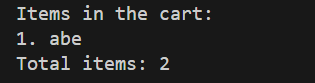 Items in the cart:
1. abe
Total items: 2